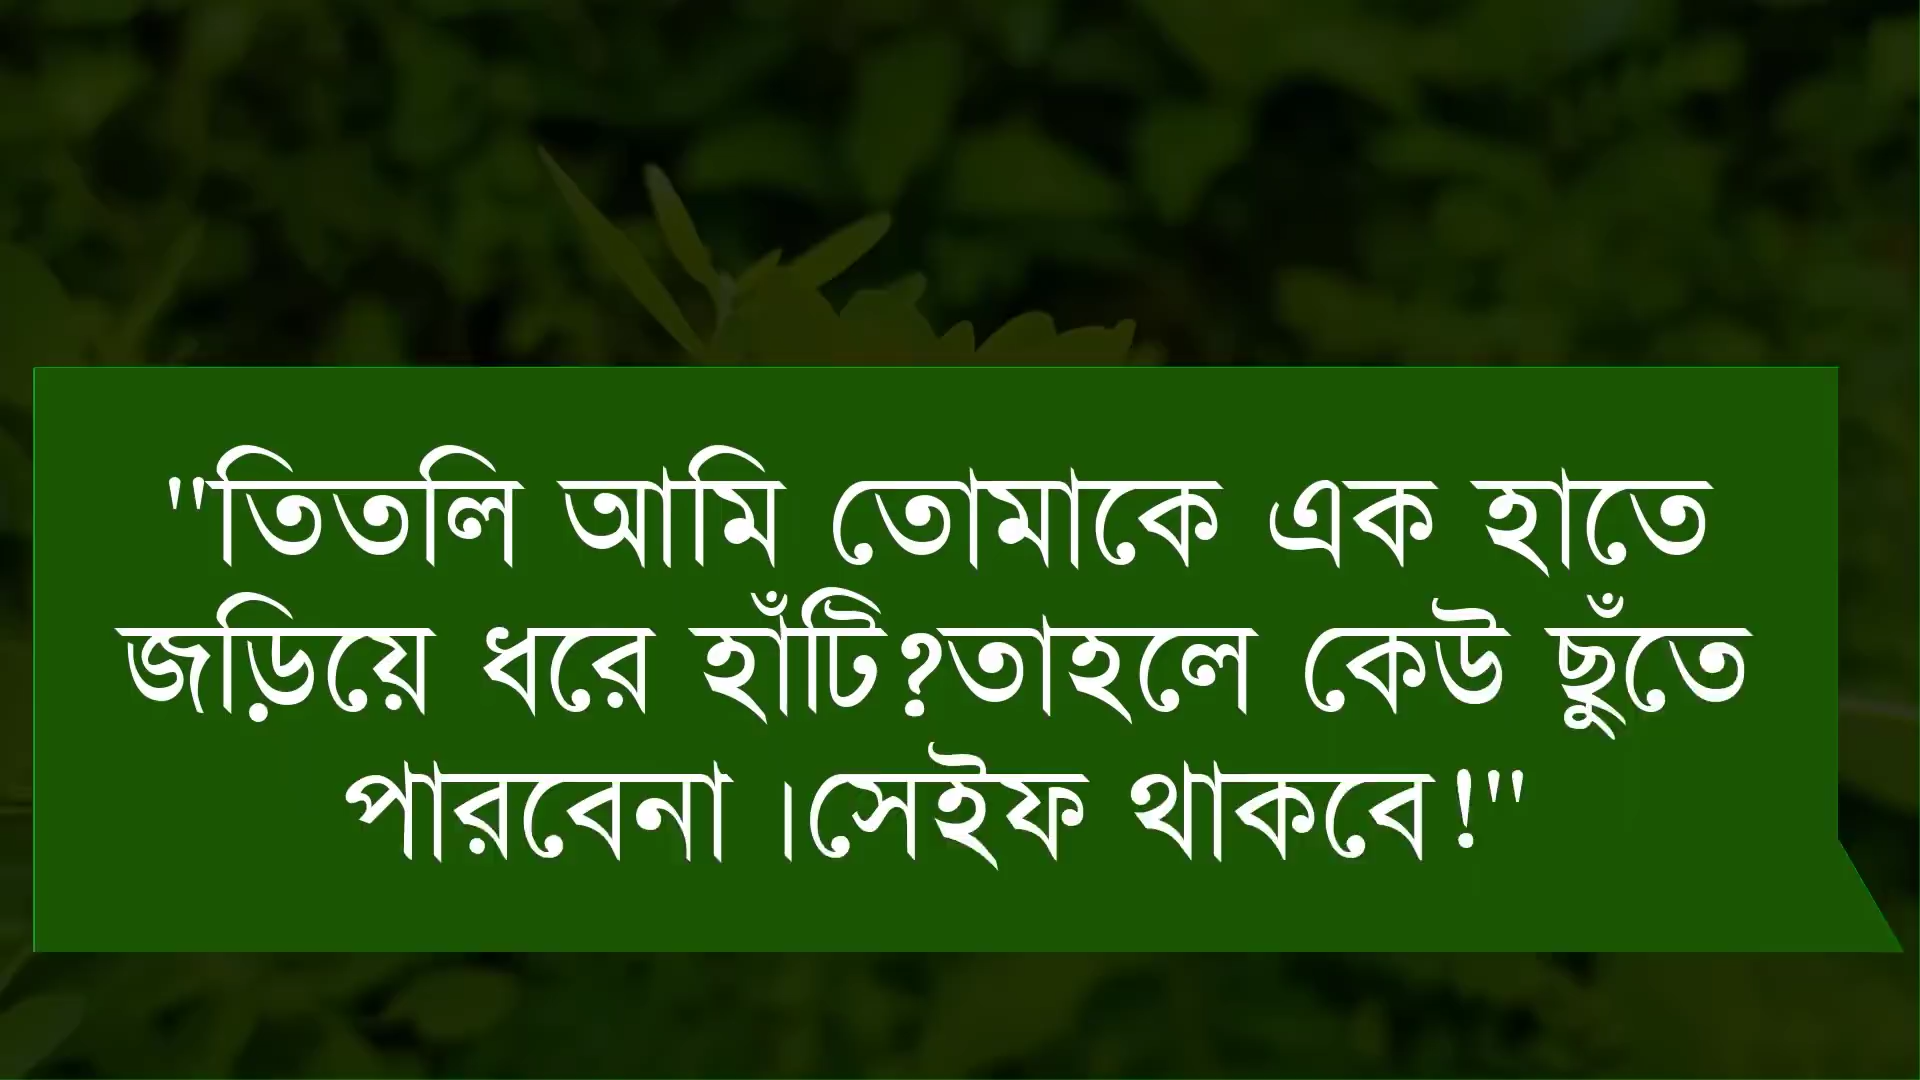 "তিতলি আমি তোমাকে এক হাতে
জড়িয়ে ধরে হাঁটি?তাহলে কেউ ছুঁতে
পারবেনা।সেইফ থাকবে!"